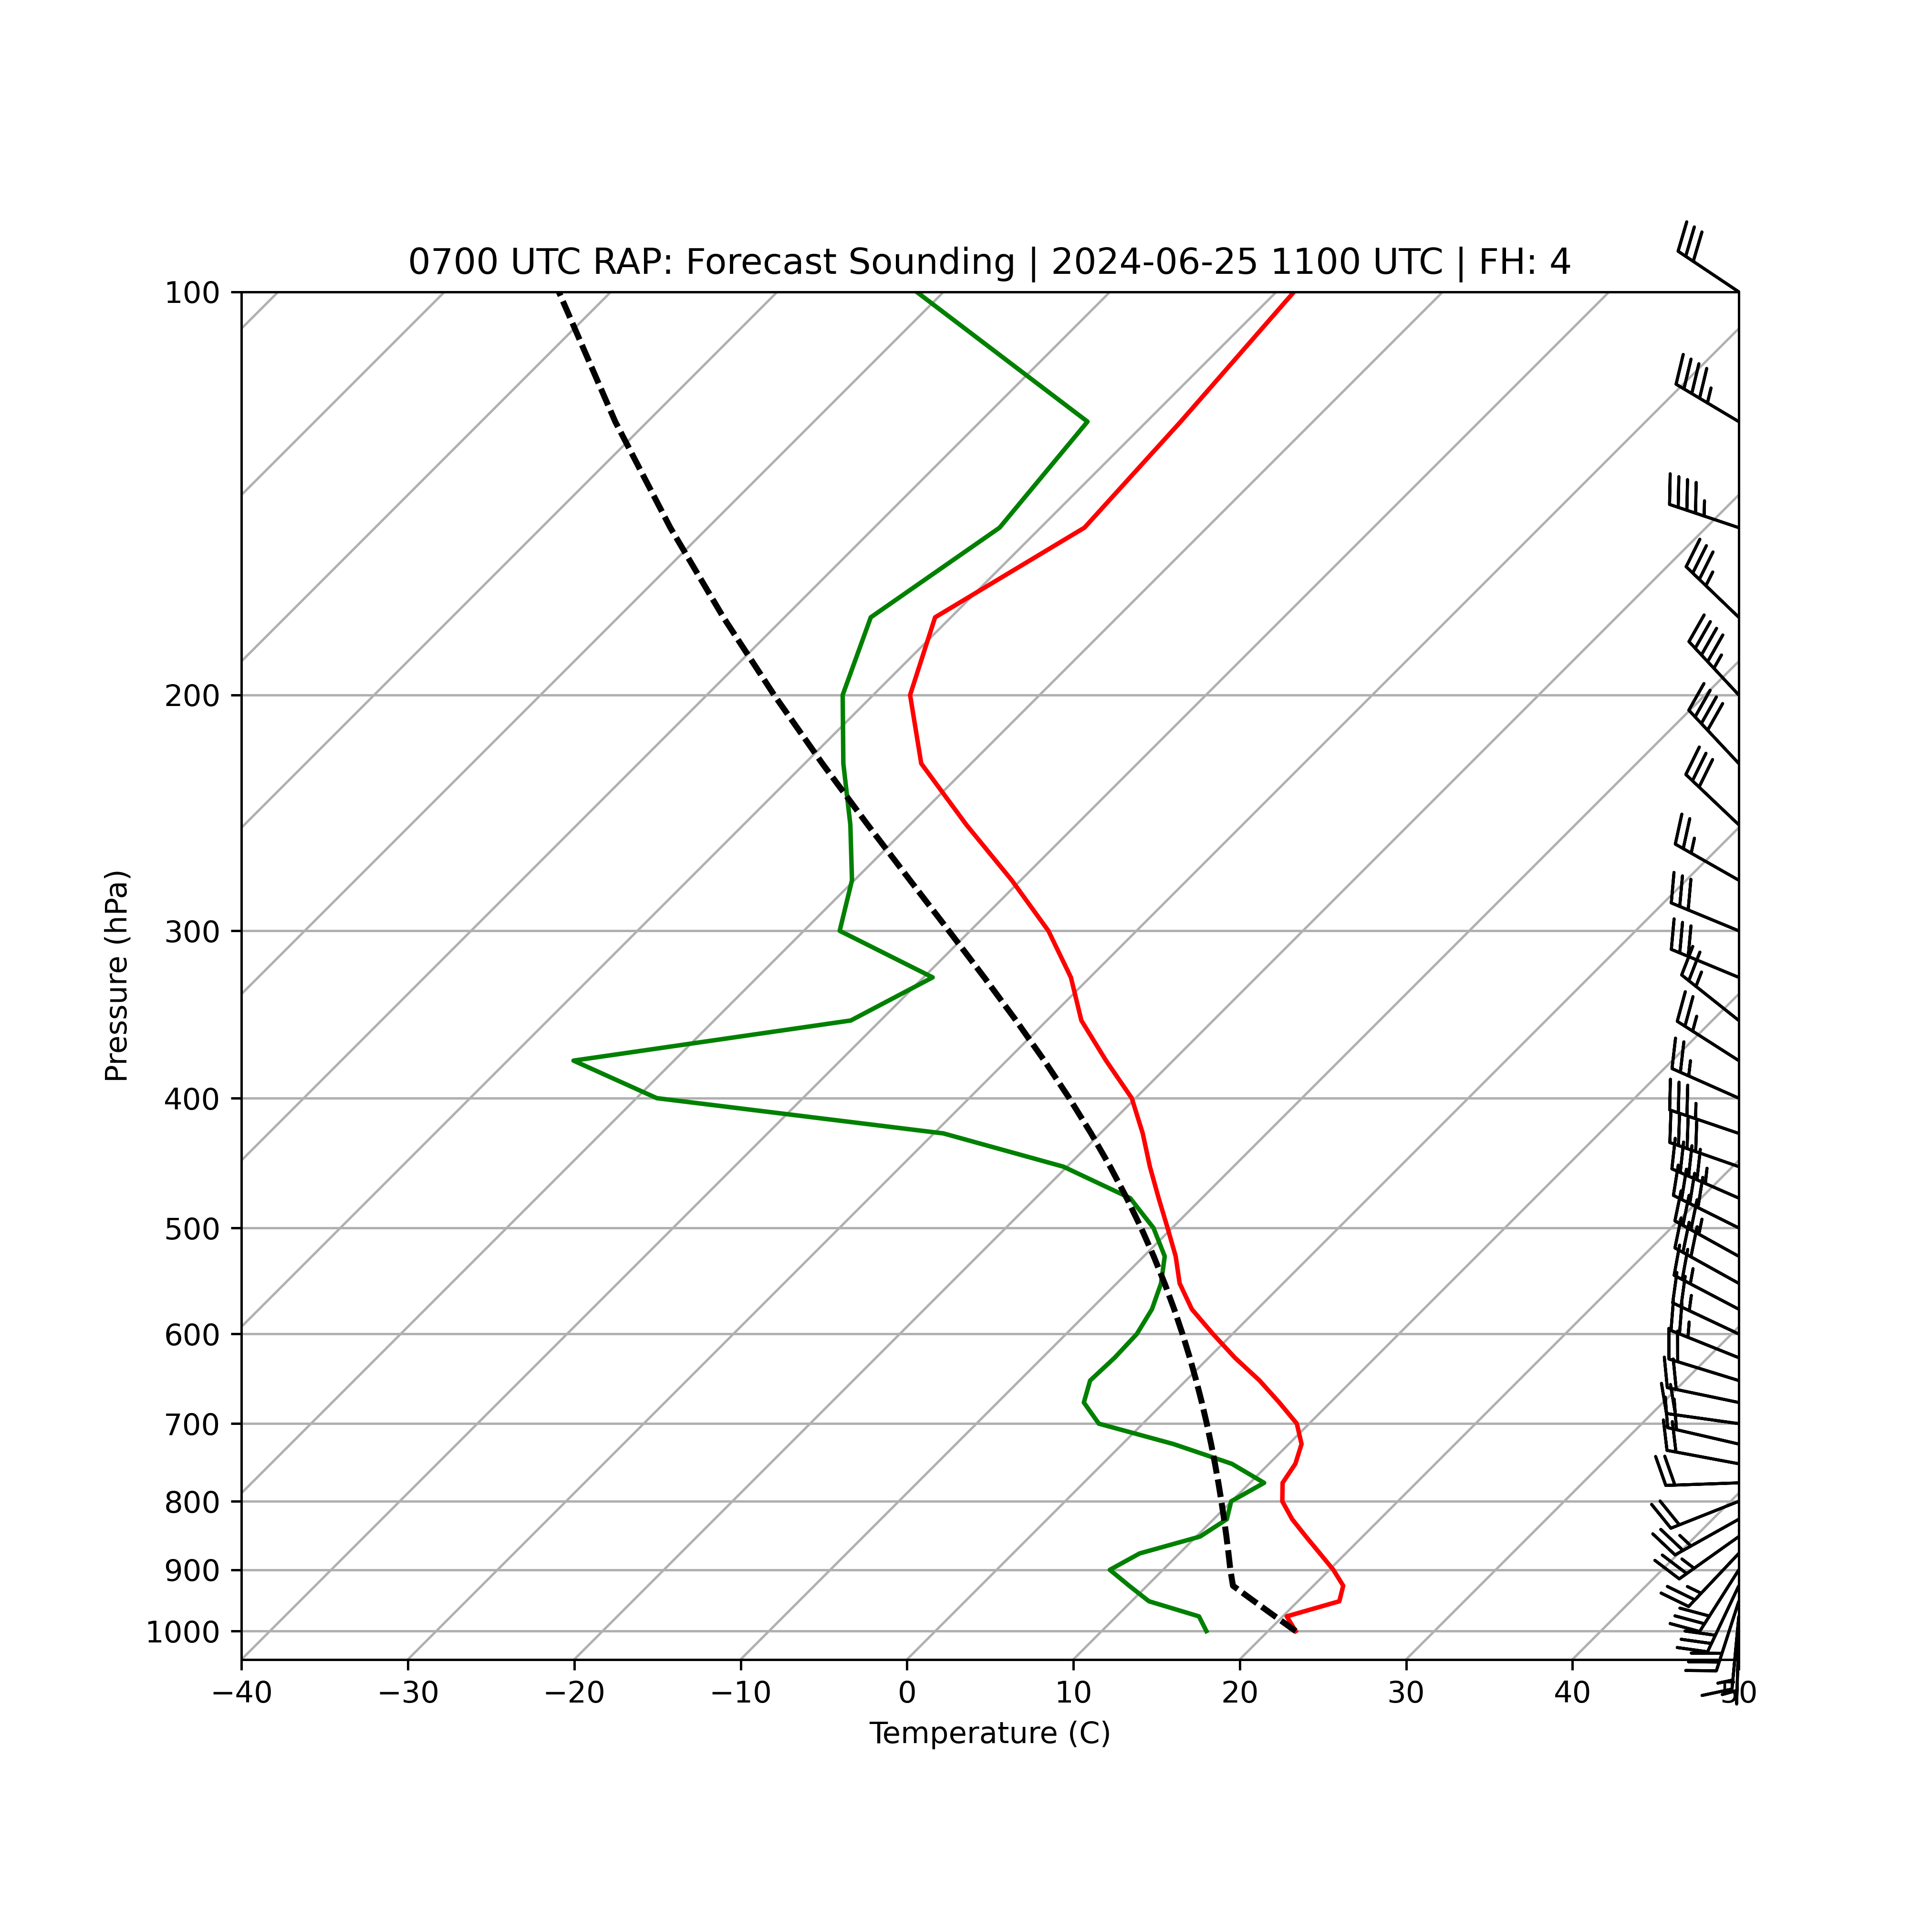 0700 UTC RAP: Forecast Sounding | 2024-06-25 1100 UTC | FH: 4
100
200
300
400
500
600
700
800
900
1000
Pressure (hPa)
−40 −30 −20 −10 0 10 20 30 40 50
Temperature (C)